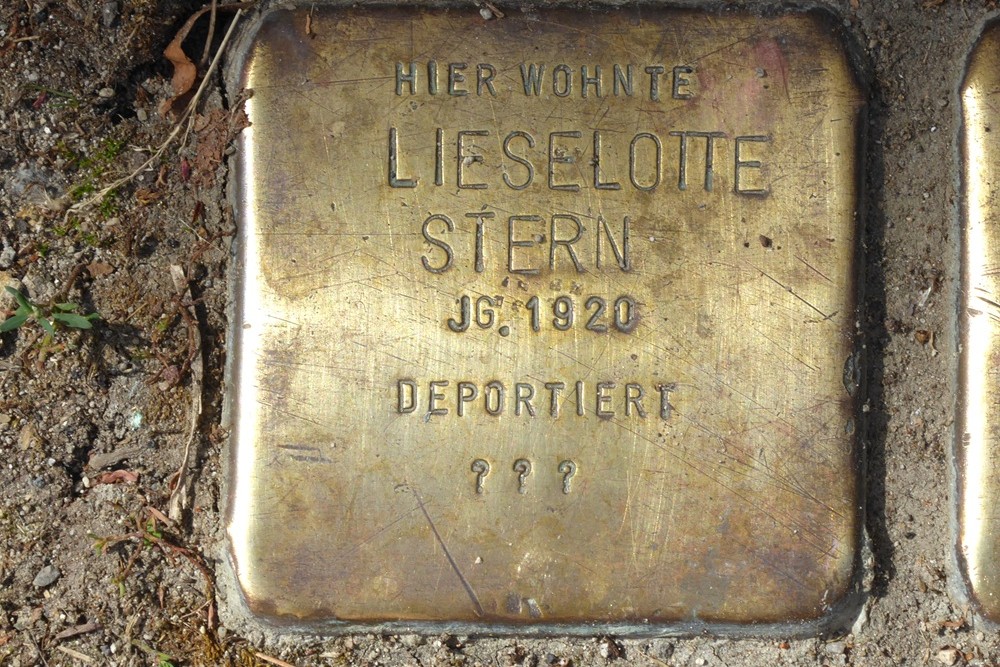 HIER WOHNTE
LIESELOTTE
STERN
JG. 1920
DEPORTIERT
? ? ?